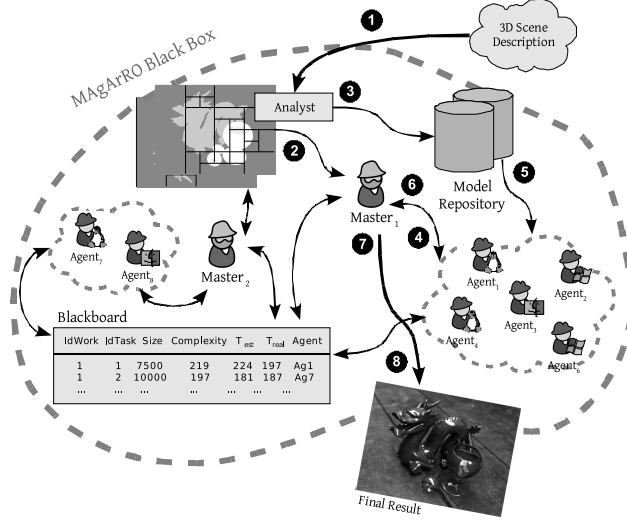 1
3D Scene
Description
MAgArRO Black Box
Analyst
3
2
Model
Repository
5
6
Master1
7
4
Agent7
Agent8
Master2
Agent1
Agent2
Agent3
Agent4
Agent6
Blackboard
IdWork IdTask Size Complexity Test Treal Agent
1 1 7500 219 224 197 Ag1
1 2 10000 197 181 187 Ag7
... ... ... ... ... ... ...
8
Final Result